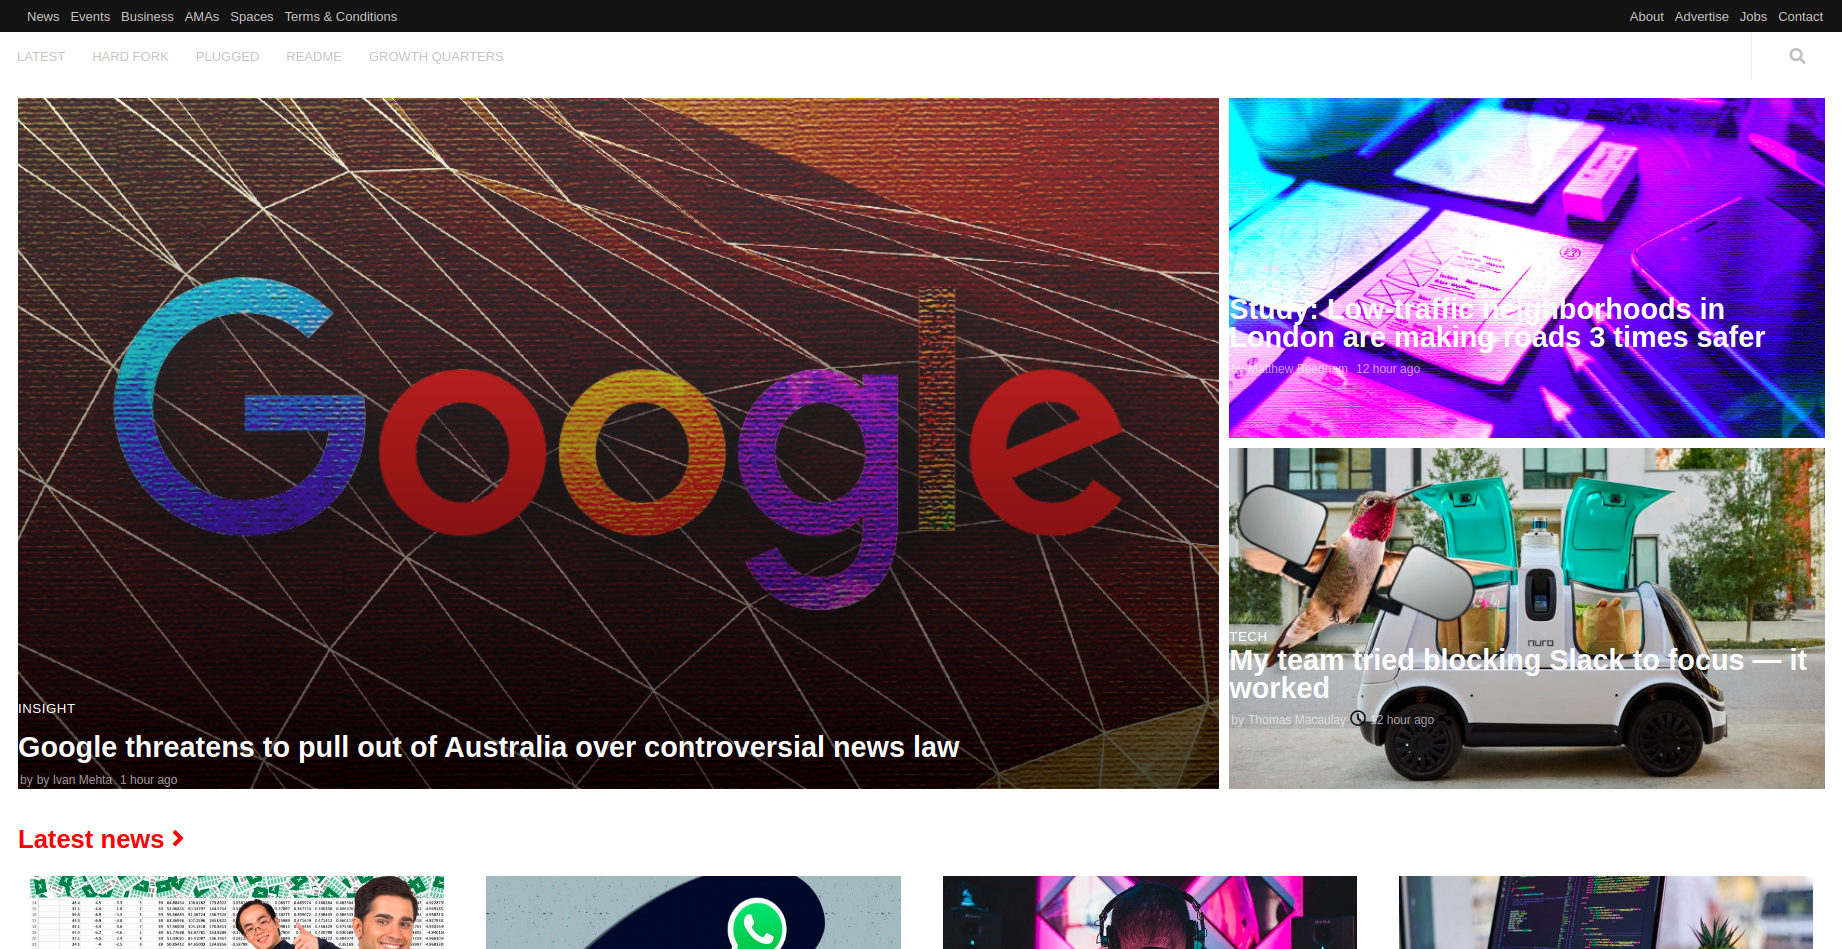 News Events Business AMAs Spaces Terms & Conditions About Advertise Jobs Contact
LATEST HARD FORK PLUGGED README GROWTH QUARTERS
Google
INSIGHT
Google threatens to pull out of Australia over controversial news law
by by Ivan Mehta 1 hour ago
Study: Low-traffic neighborhoods in
London are making roads 3 times safer
by Matthew Beedham 12 hour ago
nuro
TECH
My team tried blocking Slack to focus — it
worked
by Thomas Macaulay 12 hour ago
Latest news